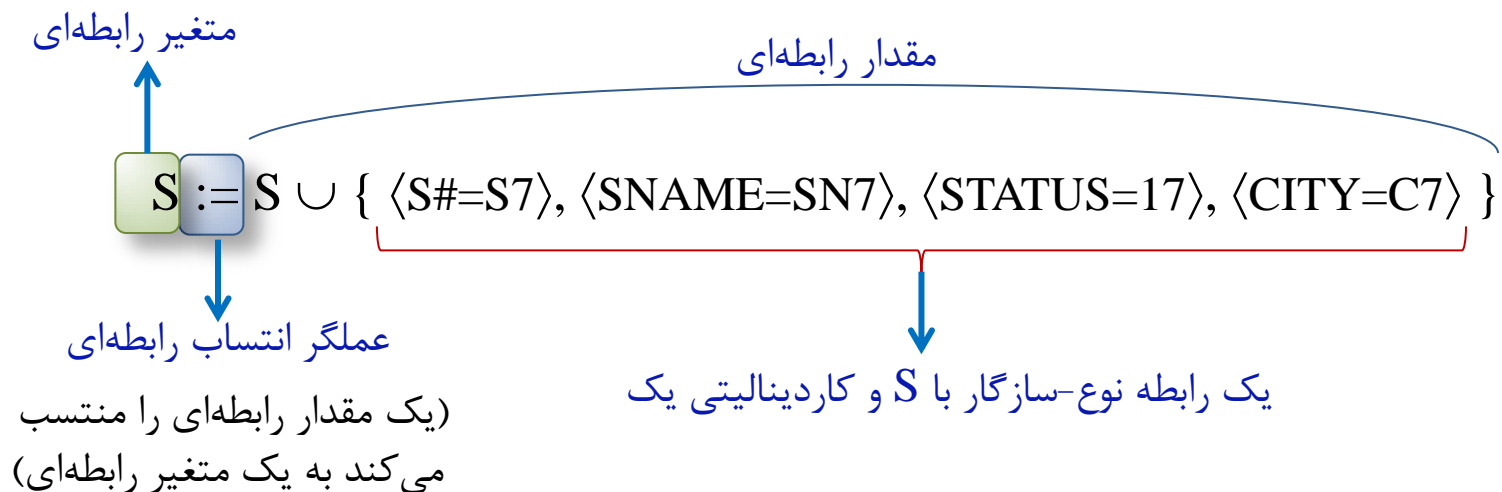 متغیر رابطه‌ای
مقدار رابطه‌ای
S := S ∪ { ⟨S#=S7⟩, ⟨SNAME=SN7⟩, ⟨STATUS=17⟩, ⟨CITY=C7⟩ }
عملگر انتساب رابطه‌ای
(یک مقدار رابطه‌ای را منتسب
می‌کند به یک متغیر رابطه‌ای)
یک رابطه نوع-سازگار با S و کاردینالیتی یک